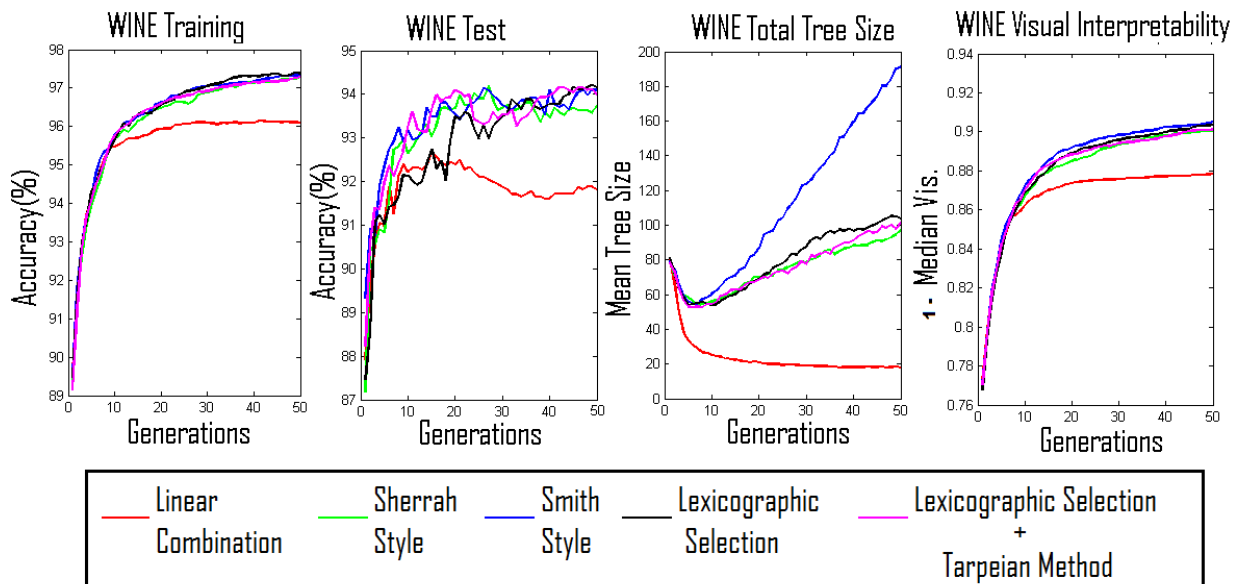 WINE Training
98
97
96
95
94
93
92
91
90
89
0
10
20
30
40
50
Accuracy(%)
Generations
WINE Test
95
94
93
92
91
90
89
88
87
0
10
20
30
40
50
Accuracy(%)
Generations
WINE Total Tree Size
200
180
160
140
120
100
80
60
40
20
0
0
10
20
30
40
50
Mean Tree Size
Generations
WINE Visual Interpretability
0.94
0.92
0.9
0.88
0.86
0.84
0.82
0.8
0.78
0.76
0
10
20
30
40
50
1 - Median Vis.
Generations
Linear
Combination
Sherrah
Style
Smith
Style
Lexicographic
Selection
Lexicographic Selection
+
Tarpeian Method